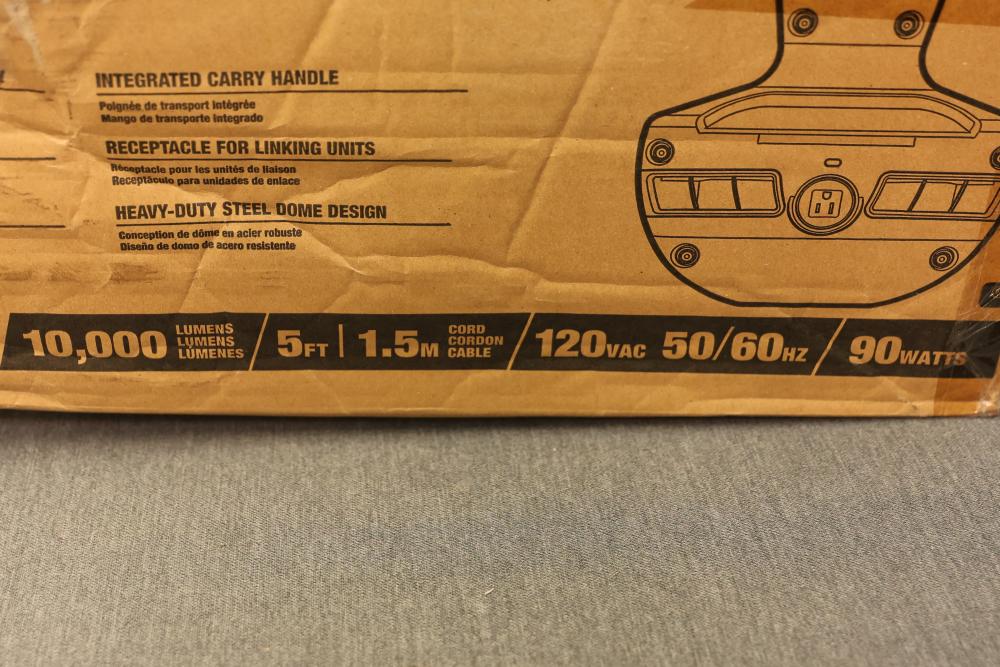 INTEGRATED CARRY HANDLE
Poignée de transport intégrée
Mango de transporte integrado
RECEPTACLE FOR LINKING UNITS
Réceptacle pour les unités de liaison
Receptáculo para unidades de enlace
HEAVY-DUTY STEEL DOME DESIGN
Conception de dôme en acier robuste
Diseño de domo de acero resistente
10,000 LUMENS
LUMENS
LÚMENES
5FT | 1.5M CORD
CORDON
CABLE
120VAC 50/60HZ
90WATTS